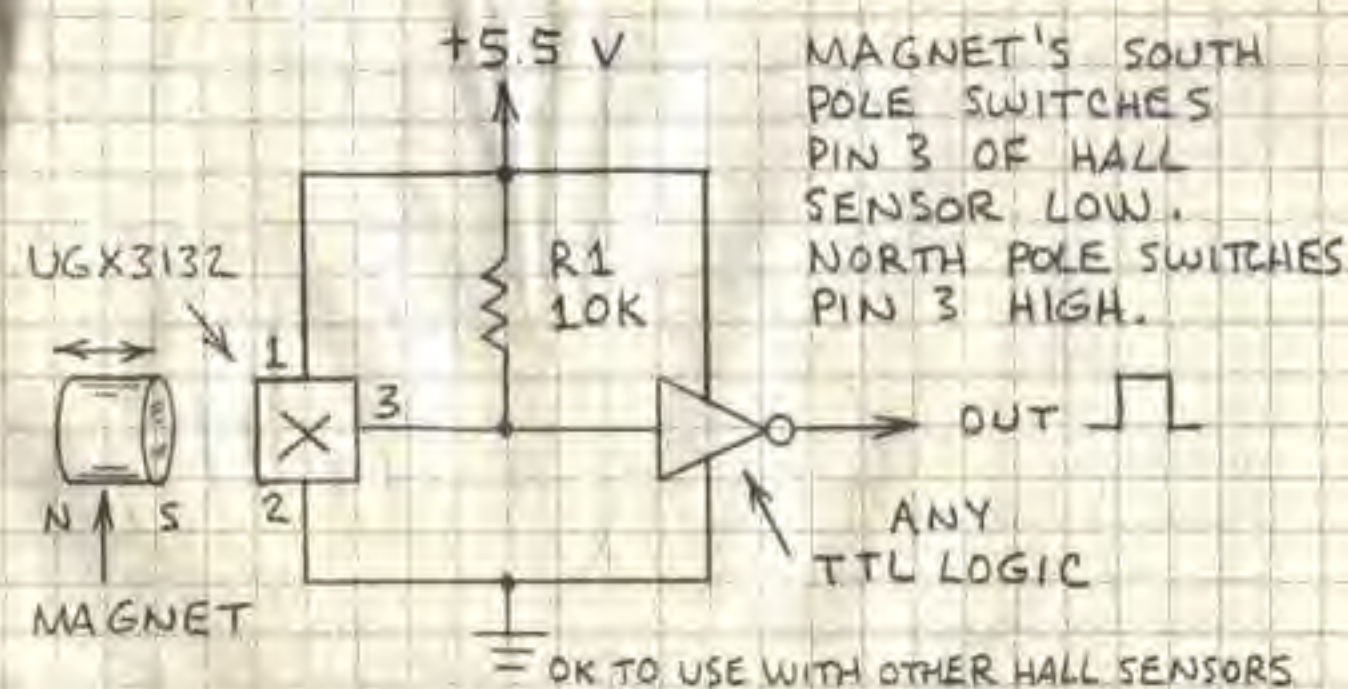 +5.5 V
MAGNET'S SOUTH
POLE SWITCHES
PIN 3 OF HALL
SENSOR LOW.
NORTH POLE SWITCHES
PIN 3 HIGH.
UGX3132
R1
10K
1
3
2
N S
MAGNET
OUT
ANY
TTL LOGIC
OK TO USE WITH OTHER HALL SENSORS